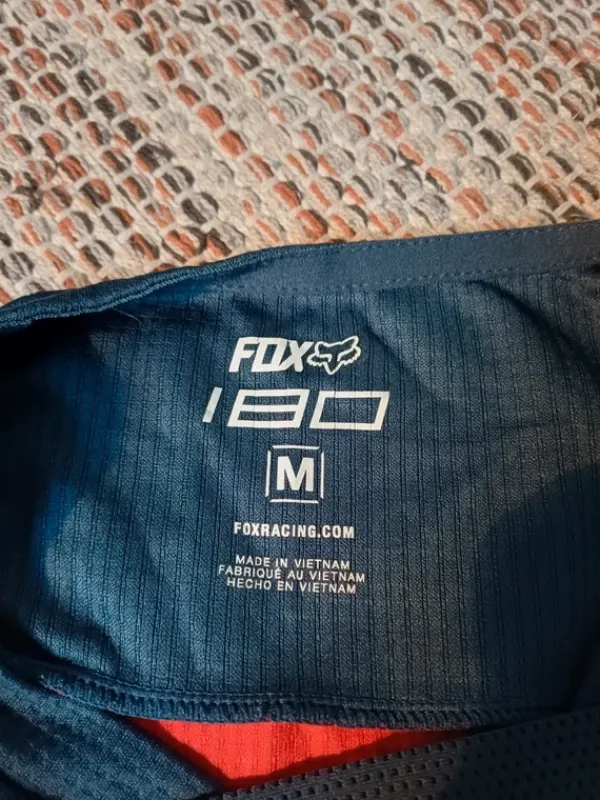 FOX
180
M
FOXRACING.COM
MADE IN VIETNAM
FABRIQUÉ AU VIETNAM
HECHO EN VIETNAM